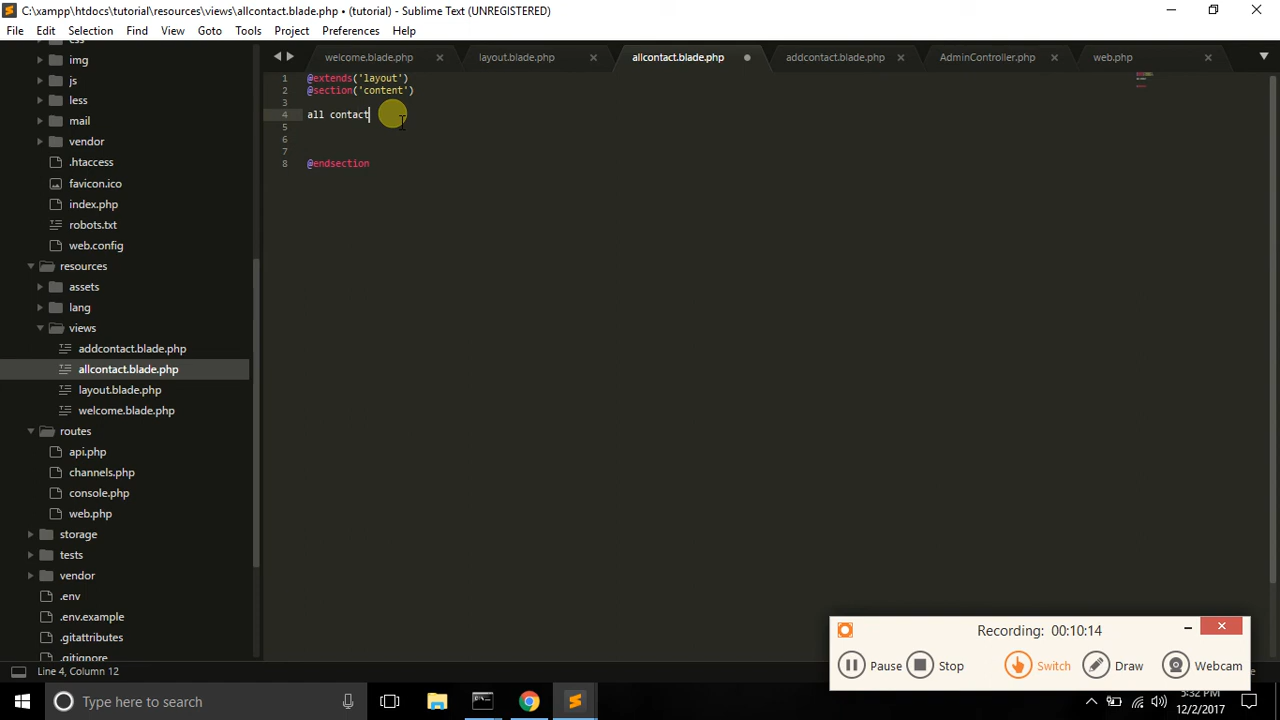 C:\xampp\htdocs\tutorial\resources\views\allcontact.blade.php • (tutorial) - Sublime Text (UNREGISTERED)
File Edit Selection Find View Goto Tools Project Preferences Help
welcome.blade.php layout.blade.php allcontact.blade.php addcontact.blade.php AdminController.php web.php
css
img
js
less
mail
vendor
.htaccess
favicon.ico
index.php
robots.txt
web.config
resources
assets
lang
views
addcontact.blade.php
allcontact.blade.php
layout.blade.php
welcome.blade.php
routes
api.php
channels.php
console.php
web.php
storage
tests
vendor
.env
.env.example
.gitattributes
.gitignore
1 @extends('layout')
2 @section('content')
3
4 all contact
5
6
7
8 @endsection
Recording: 00:10:14
Pause Stop Switch Draw Webcam
Line 4, Column 12
Type here to search
5:32 PM
12/2/2017